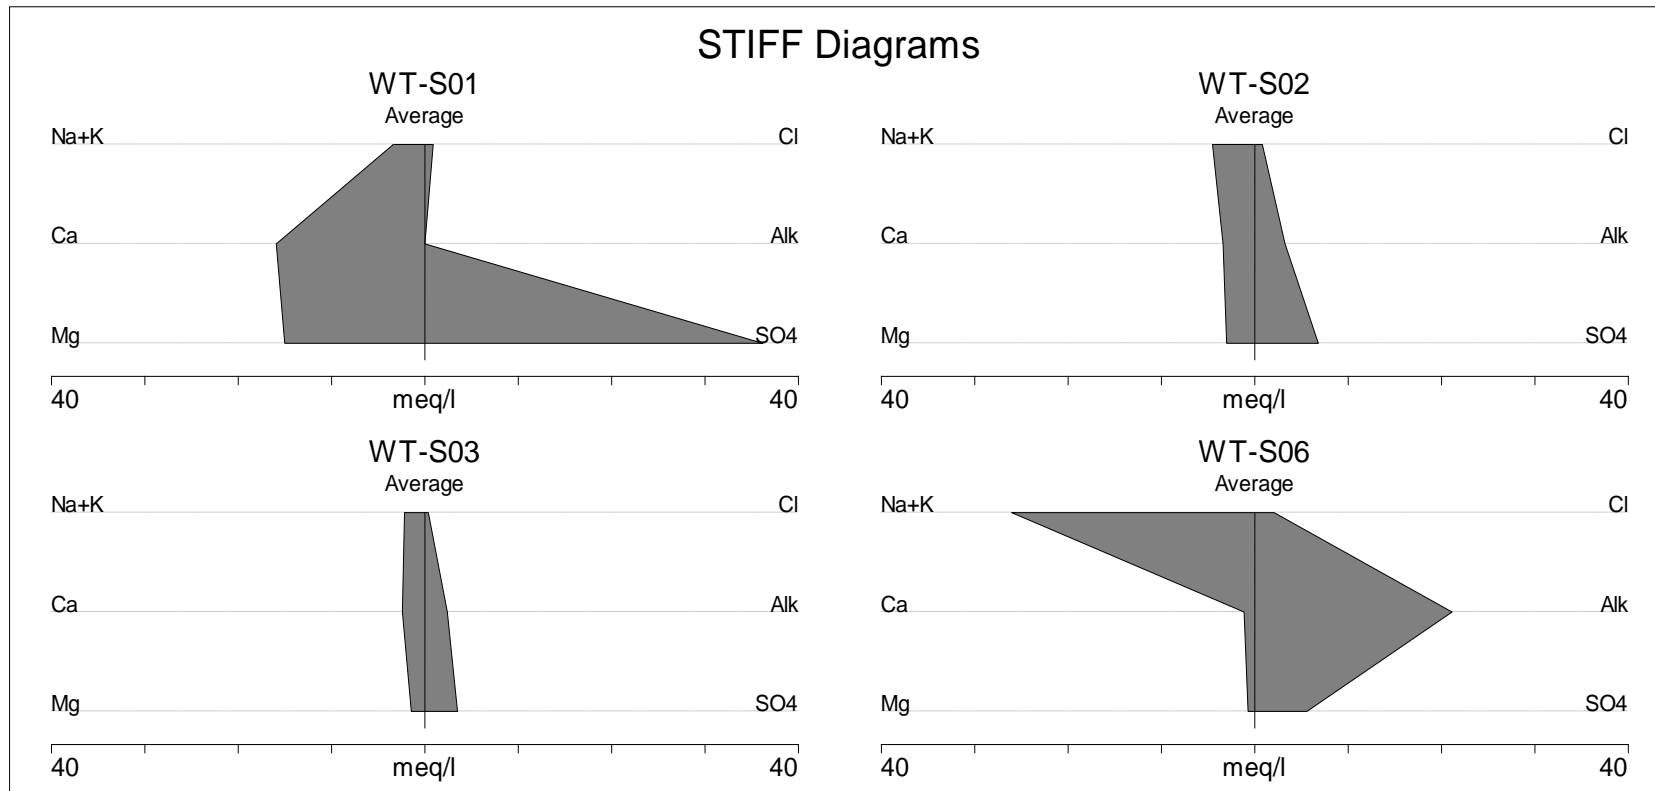 STIFF Diagrams
WT-S01
Average
Na+K Cl
Ca Alk
Mg SO4
40 meq/l 40
WT-S02
Average
Na+K Cl
Ca Alk
Mg SO4
40 meq/l 40
WT-S03
Average
Na+K Cl
Ca Alk
Mg SO4
40 meq/l 40
WT-S06
Average
Na+K Cl
Ca Alk
Mg SO4
40 meq/l 40